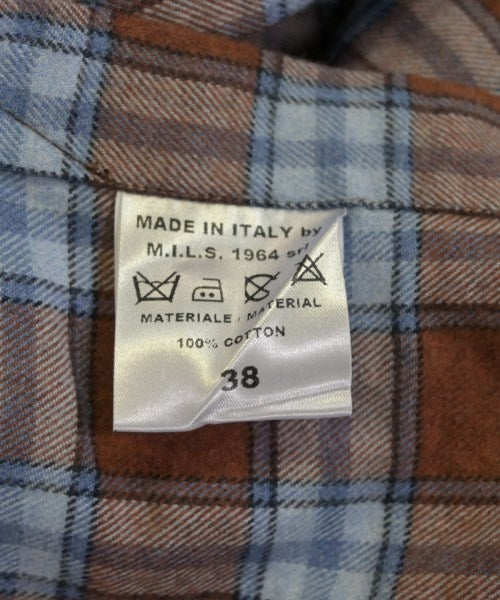 MADE IN ITALY by
M.I.L.S. 1964 srl
MATERIALE / MATERIAL
100% COTTON
38